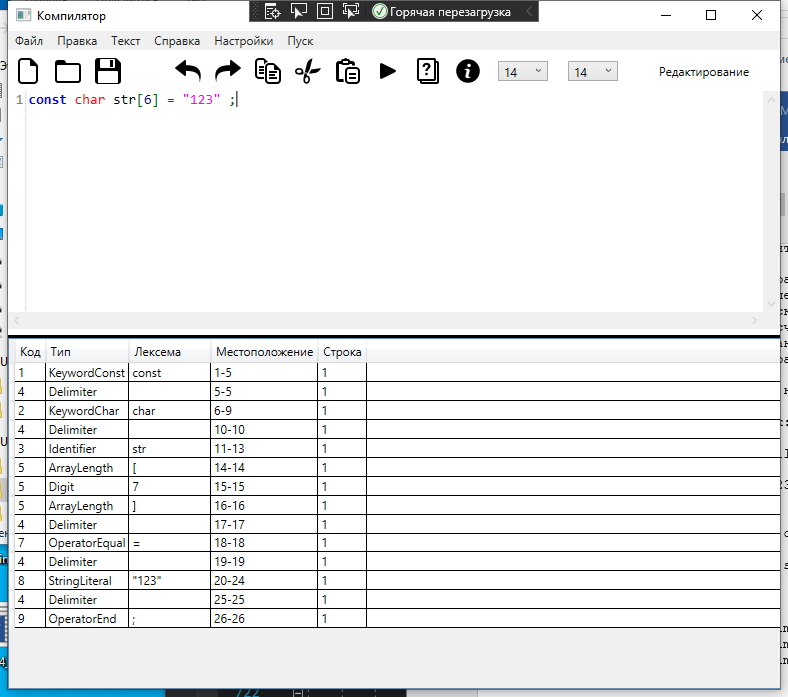 Компилятор
Горячая перезагрузка
Файл Правка Текст Справка Настройки Пуск
14 14 Редактирование
1 const char str[6] = "123" ;
Код Тип Лексема Местоположение Строка
1 KeywordConst const 1-5 1
4 Delimiter 5-5 1
2 KeywordChar char 6-9 1
4 Delimiter 10-10 1
3 Identifier str 11-13 1
5 ArrayLength [ 14-14 1
5 Digit 7 15-15 1
5 ArrayLength ] 16-16 1
4 Delimiter 17-17 1
7 OperatorEqual = 18-18 1
4 Delimiter 19-19 1
8 StringLiteral "123" 20-24 1
4 Delimiter 25-25 1
9 OperatorEnd ; 26-26 1
722